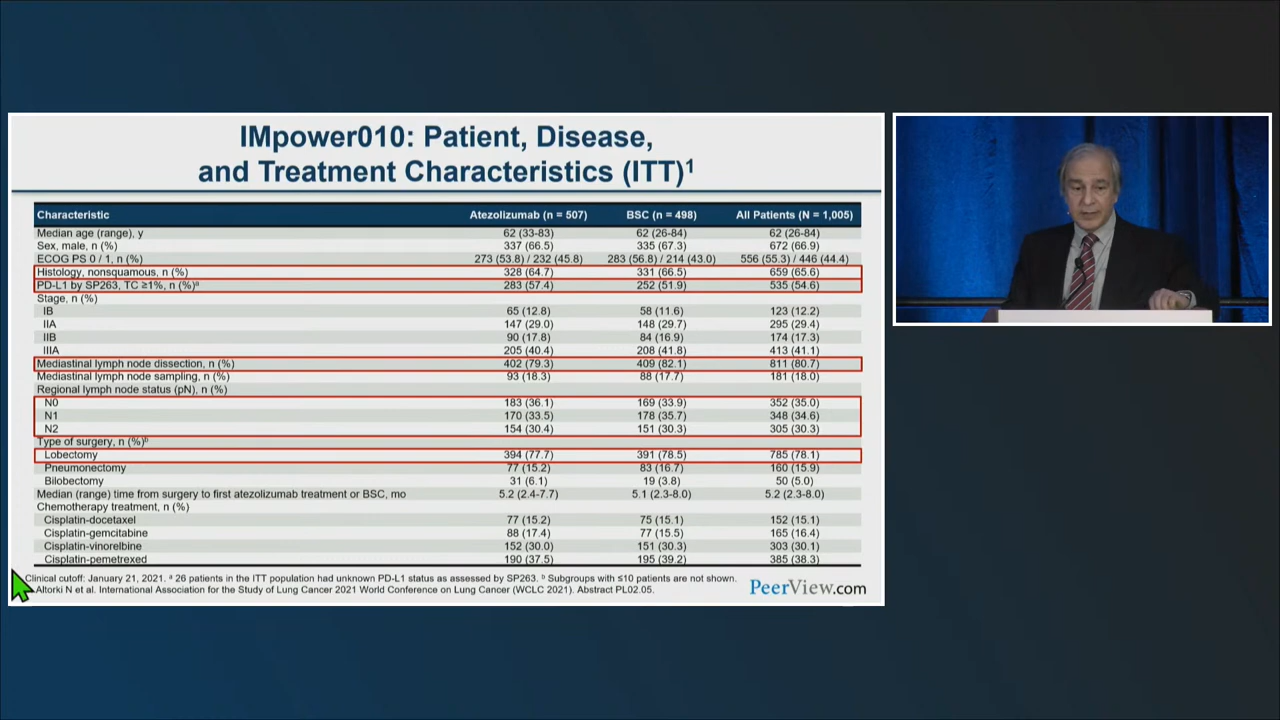 IMpower010: Patient, Disease,
and Treatment Characteristics (ITT)¹
Characteristic Atezolizumab (n = 507) BSC (n = 498) All Patients (N = 1,005)
Median age (range), y 62 (33-83) 62 (26-84) 62 (26-84)
Sex, male, n (%) 337 (66.5) 335 (67.3) 672 (66.9)
ECOG PS 0 / 1, n (%) 273 (53.8) / 232 (45.8) 283 (56.8) / 214 (43.0) 556 (55.3) / 446 (44.4)
Histology, nonsquamous, n (%) 328 (64.7) 331 (66.5) 659 (65.6)
PD-L1 by SP263, TC ≥1%, n (%)ᵃ 283 (57.4) 252 (51.9) 535 (54.6)
Stage, n (%)
IB 65 (12.8) 58 (11.6) 123 (12.2)
IIA 147 (29.0) 148 (29.7) 295 (29.4)
IIB 90 (17.8) 84 (16.9) 174 (17.3)
IIIA 205 (40.4) 208 (41.8) 413 (41.1)
Mediastinal lymph node dissection, n (%) 402 (79.3) 409 (82.1) 811 (80.7)
Mediastinal lymph node sampling, n (%) 93 (18.3) 88 (17.7) 181 (18.0)
Regional lymph node status (pN), n (%)
N0 183 (36.1) 169 (33.9) 352 (35.0)
N1 170 (33.5) 178 (35.7) 348 (34.6)
N2 154 (30.4) 151 (30.3) 305 (30.3)
Type of surgery, n (%)ᵇ
Lobectomy 394 (77.7) 391 (78.5) 785 (78.1)
Pneumonectomy 77 (15.2) 83 (16.7) 160 (15.9)
Bilobectomy 31 (6.1) 19 (3.8) 50 (5.0)
Median (range) time from surgery to first atezolizumab treatment or BSC, mo 5.2 (2.4-7.7) 5.1 (2.3-8.0) 5.2 (2.3-8.0)
Chemotherapy treatment, n (%)
Cisplatin-docetaxel 77 (15.2) 75 (15.1) 152 (15.1)
Cisplatin-gemcitabine 88 (17.4) 77 (15.5) 165 (16.4)
Cisplatin-vinorelbine 152 (30.0) 151 (30.3) 303 (30.1)
Cisplatin-pemetrexed 190 (37.5) 195 (39.2) 385 (38.3)
Clinical cutoff: January 21, 2021. ᵃ 26 patients in the ITT population had unknown PD-L1 status as assessed by SP263. ᵇ Subgroups with ≤10 patients are not shown.
Altorki N et al. International Association for the Study of Lung Cancer 2021 World Conference on Lung Cancer (WCLC 2021). Abstract PL02.05.
PeerView.com